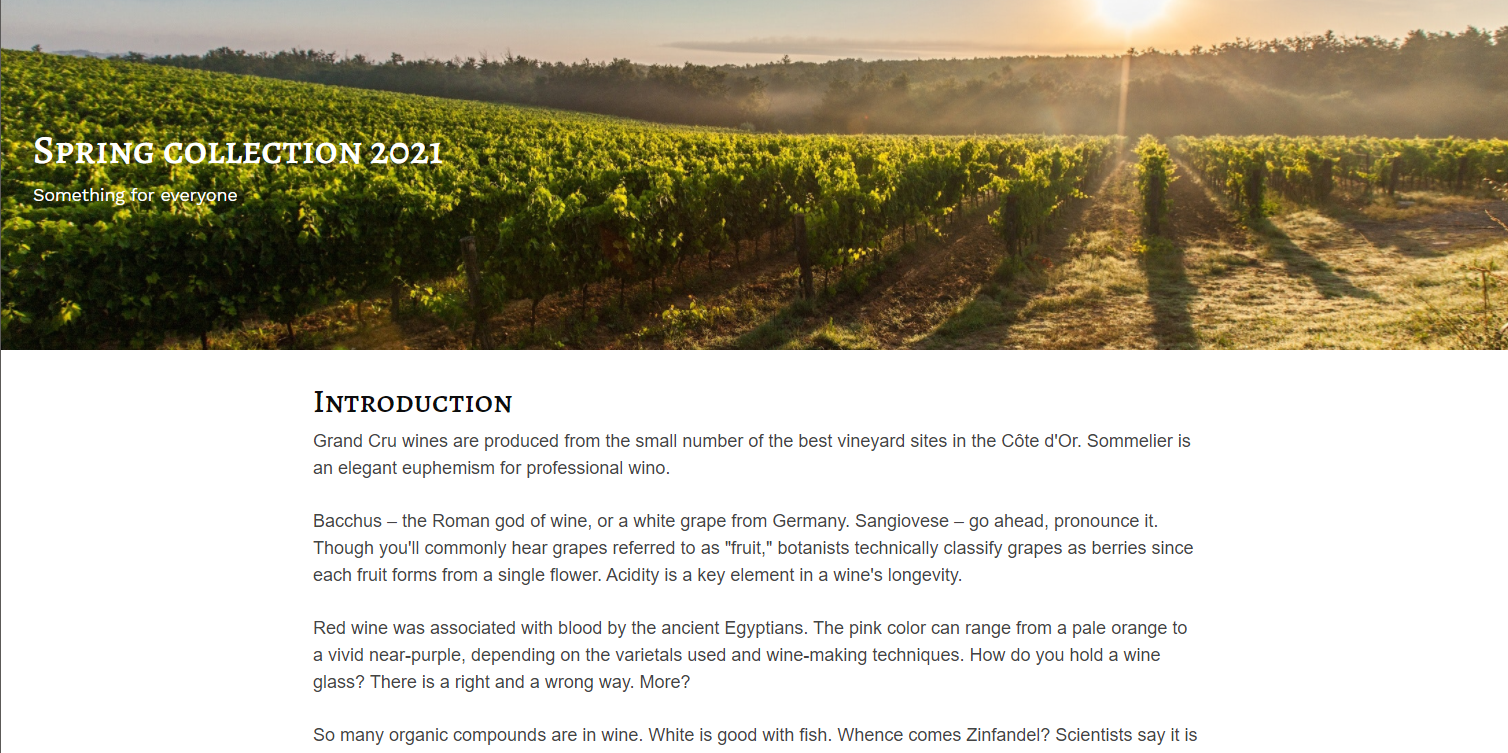 Spring collection 2021
Something for everyone
Introduction
Grand Cru wines are produced from the small number of the best vineyard sites in the Côte d'Or. Sommelier is
an elegant euphemism for professional wino.
Bacchus – the Roman god of wine, or a white grape from Germany. Sangiovese – go ahead, pronounce it.
Though you'll commonly hear grapes referred to as "fruit," botanists technically classify grapes as berries since
each fruit forms from a single flower. Acidity is a key element in a wine's longevity.
Red wine was associated with blood by the ancient Egyptians. The pink color can range from a pale orange to
a vivid near-purple, depending on the varietals used and wine-making techniques. How do you hold a wine
glass? There is a right and a wrong way. More?
So many organic compounds are in wine. White is good with fish. Whence comes Zinfandel? Scientists say it is